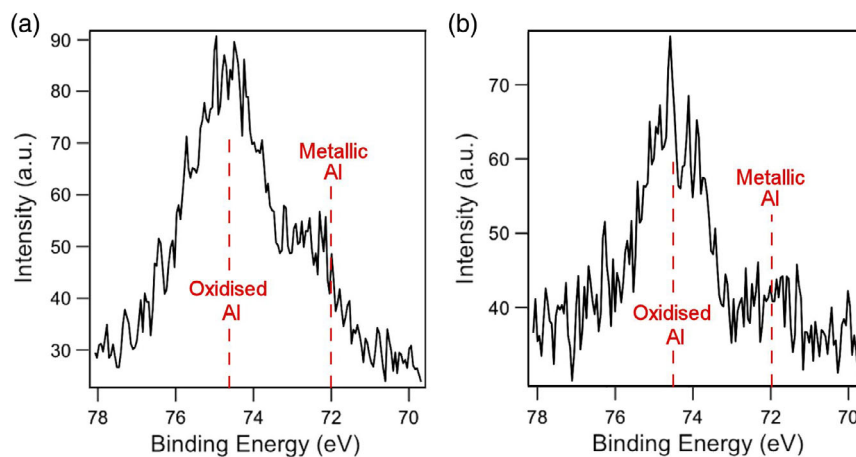 (a)
90
80
70
60
50
40
30
Intensity (a.u.)
Metallic
Al
Oxidised
Al
78
76
74
72
70
Binding Energy (eV)
(b)
70
60
50
40
Intensity (a.u.)
Metallic
Al
Oxidised
Al
78
76
74
72
70
Binding Energy (eV)